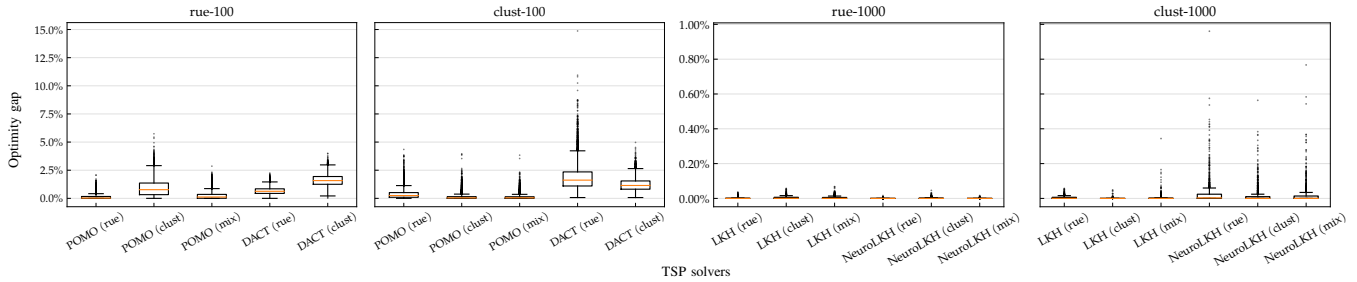 rue-100
clust-100
rue-1000
clust-1000
Optimity gap
15.0%
12.5%
10.0%
7.5%
5.0%
2.5%
0.0%
POMO (rue)
POMO (clust)
POMO (mix)
DACT (rue)
DACT (clust)
POMO (rue)
POMO (clust)
POMO (mix)
DACT (rue)
DACT (clust)
1.00%
0.80%
0.60%
0.40%
0.20%
0.00%
LKH (rue)
LKH (clust)
LKH (mix)
NeuroLKH (rue)
NeuroLKH (clust)
NeuroLKH (mix)
LKH (rue)
LKH (clust)
LKH (mix)
NeuroLKH (rue)
NeuroLKH (clust)
NeuroLKH (mix)
TSP solvers